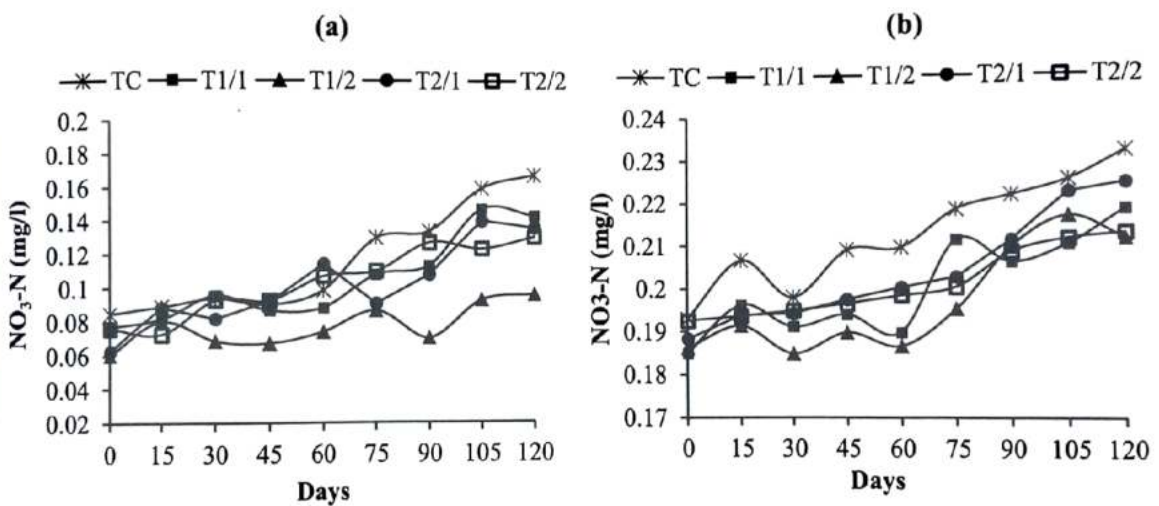 (a)
TC T1/1 T1/2 T2/1 T2/2
0.2
0.18
0.16
0.14
0.12
0.1
0.08
0.06
0.04
0.02
NO₃-N (mg/l)
0 15 30 45 60 75 90 105 120
Days
(b)
TC T1/1 T1/2 T2/1 T2/2
0.24
0.23
0.22
0.21
0.2
0.19
0.18
0.17
NO3-N (mg/l)
0 15 30 45 60 75 90 105 120
Days